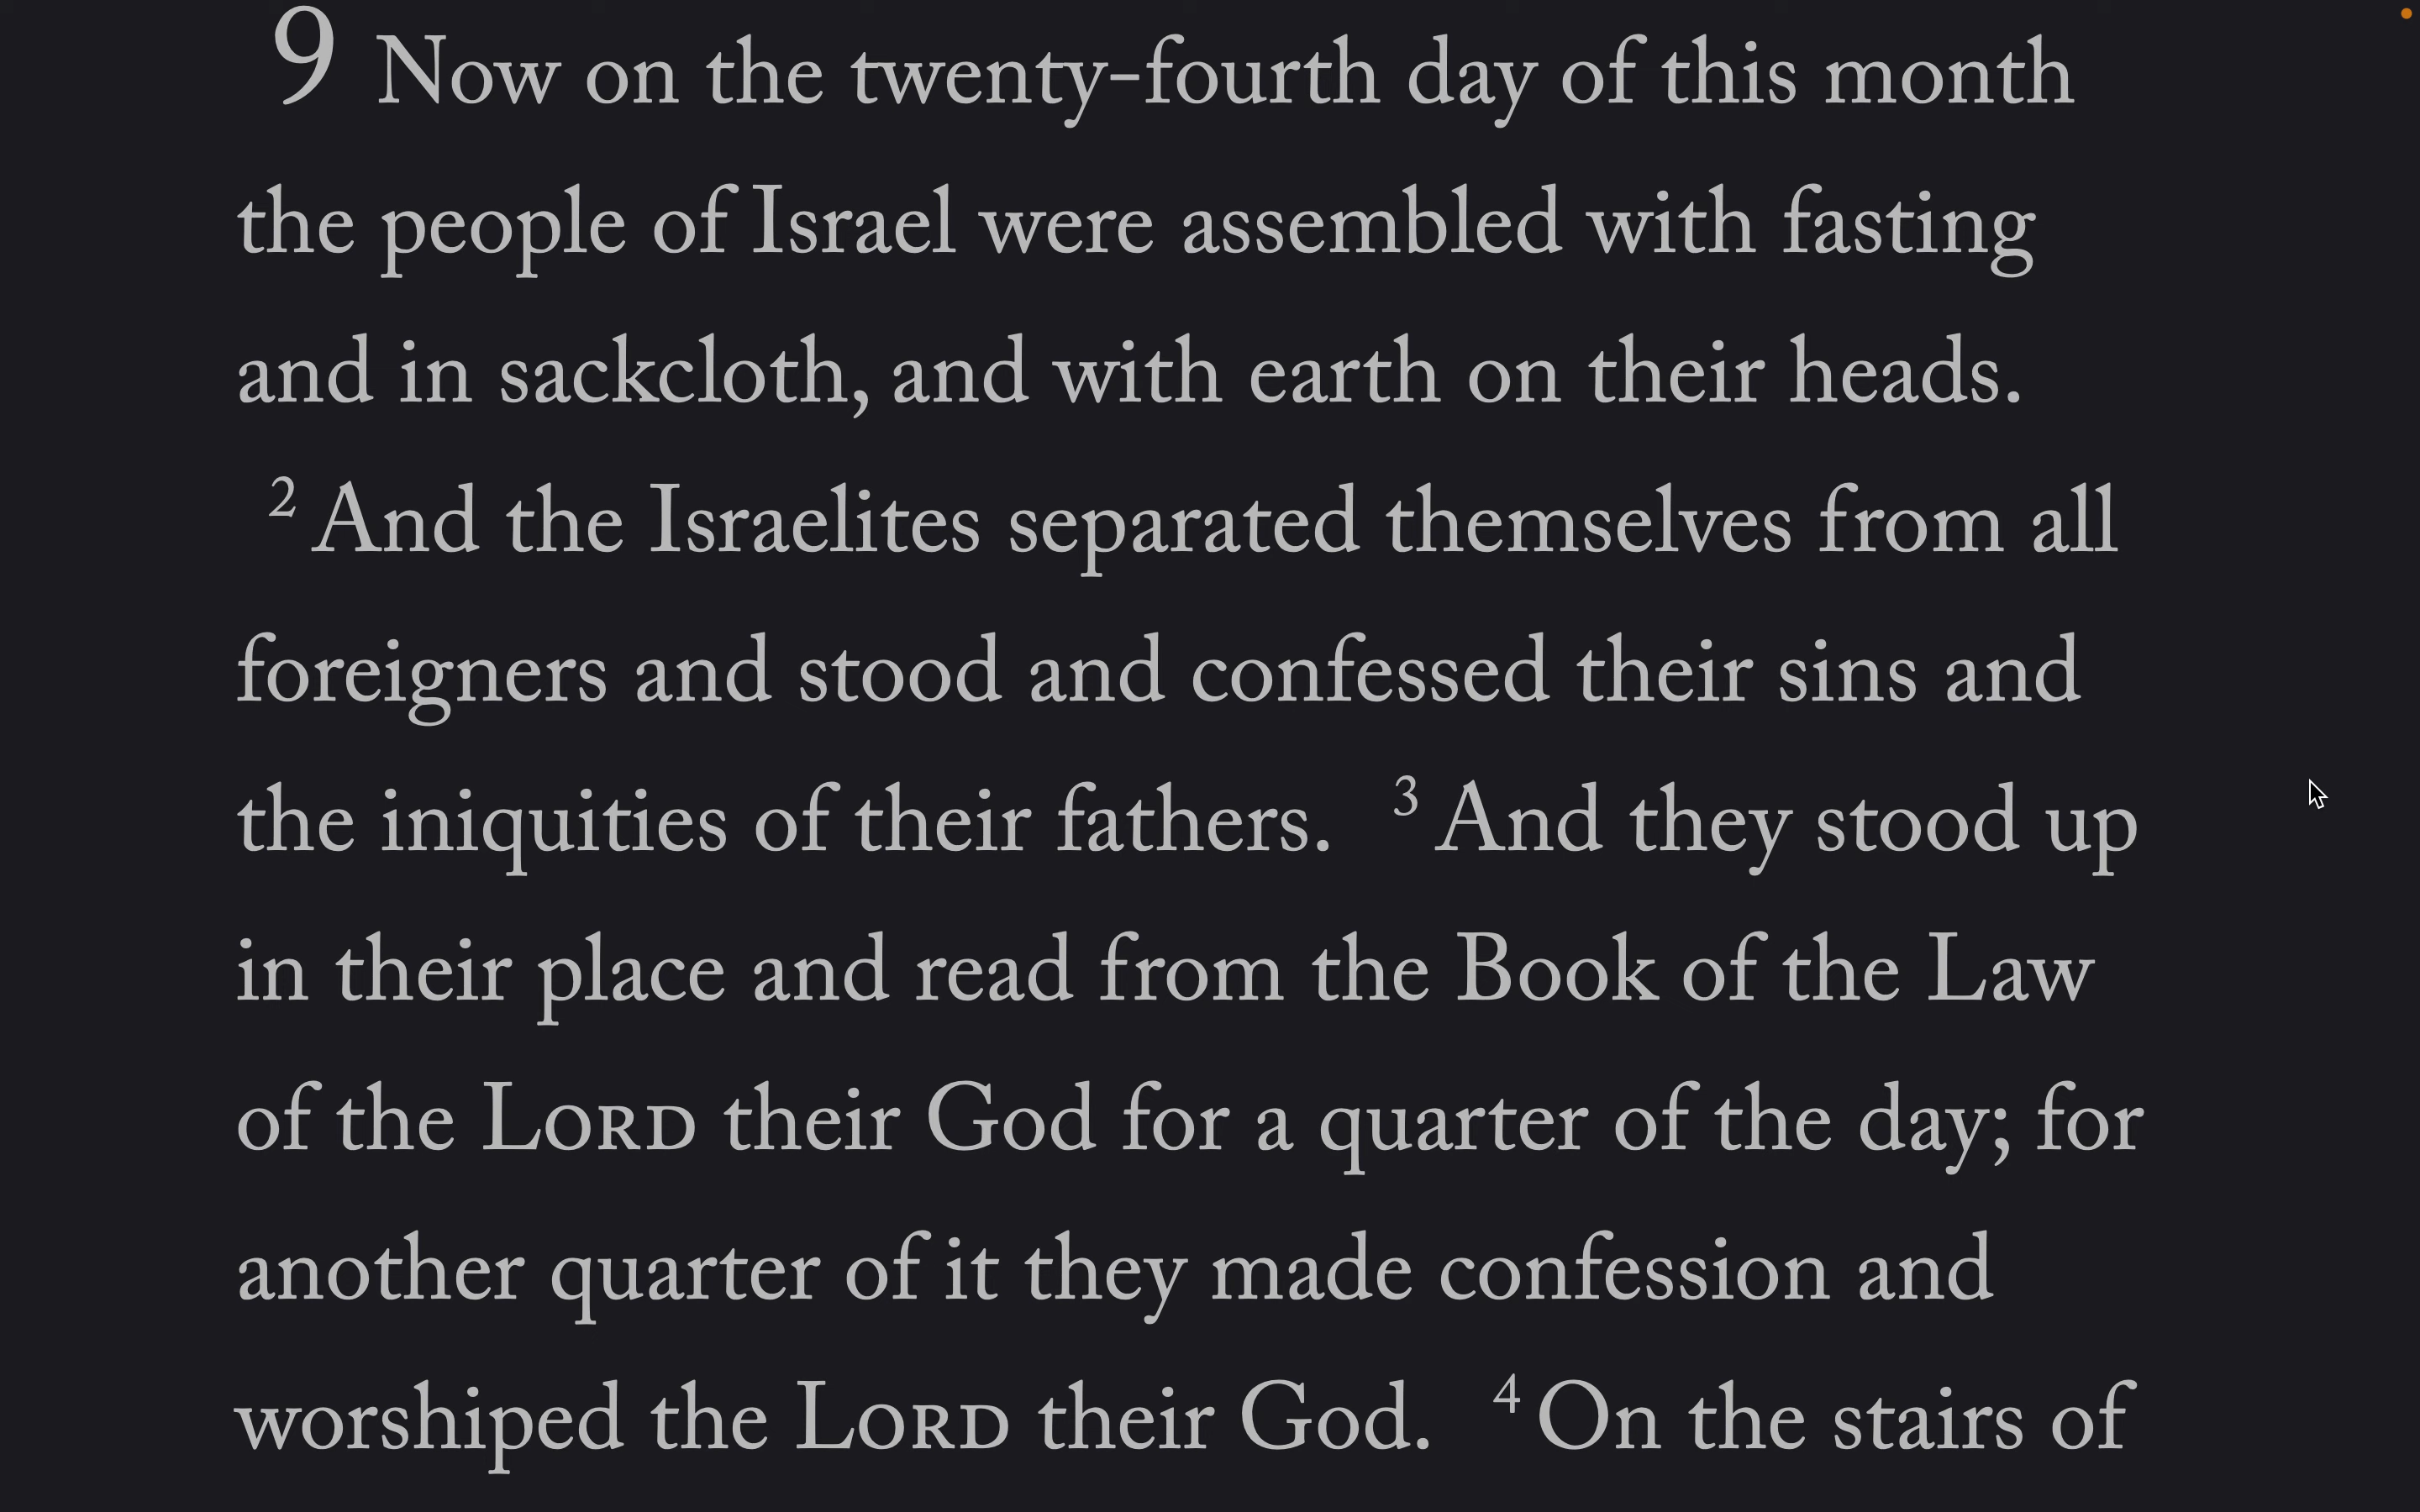 9 Now on the twenty-fourth day of this month
the people of Israel were assembled with fasting
and in sackcloth, and with earth on their heads.
2 And the Israelites separated themselves from all
foreigners and stood and confessed their sins and
the iniquities of their fathers. 3 And they stood up
in their place and read from the Book of the Law
of the LORD their God for a quarter of the day; for
another quarter of it they made confession and
worshiped the LORD their God. 4 On the stairs of